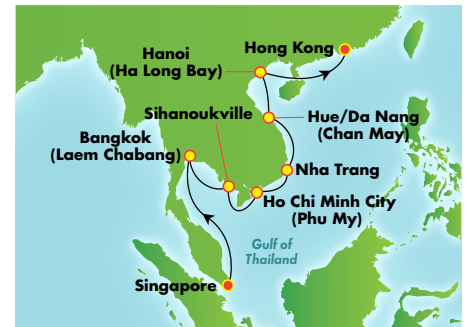 Hanoi
(Ha Long Bay)
Hong Kong
Sihanoukville
Hue/Da Nang
(Chan May)
Bangkok
(Laem Chabang)
Nha Trang
Ho Chi Minh City
(Phu My)
Gulf of
Thailand
Singapore